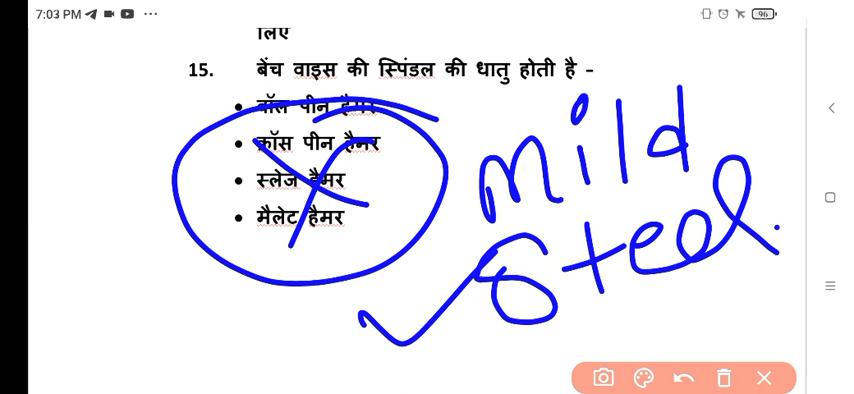 7:03 PM
96
लिए
15. बेंच वाइस की स्पिंडल की धातु होती है -
• बॉल पीन हैमर
• क्रॉस पीन हैमर
• स्लेज हैमर
• मैलेट हैमर
mild
steel.